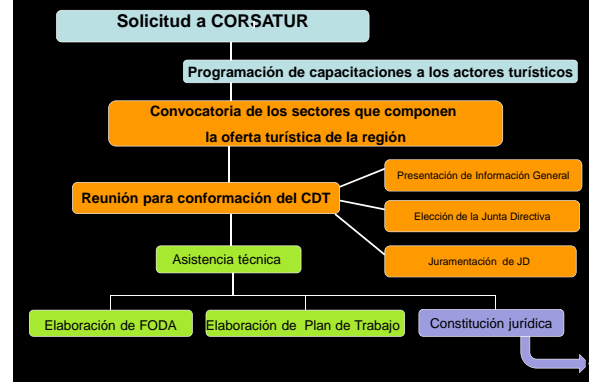 Solicitud a CORSATUR
Programación de capacitaciones a los actores turísticos
Convocatoria de los sectores que componen
la oferta turística de la región
Presentación de Información General
Reunión para conformación del CDT
Elección de la Junta Directiva
Asistencia técnica
Juramentación de JD
Elaboración de FODA
Elaboración de Plan de Trabajo
Constitución jurídica